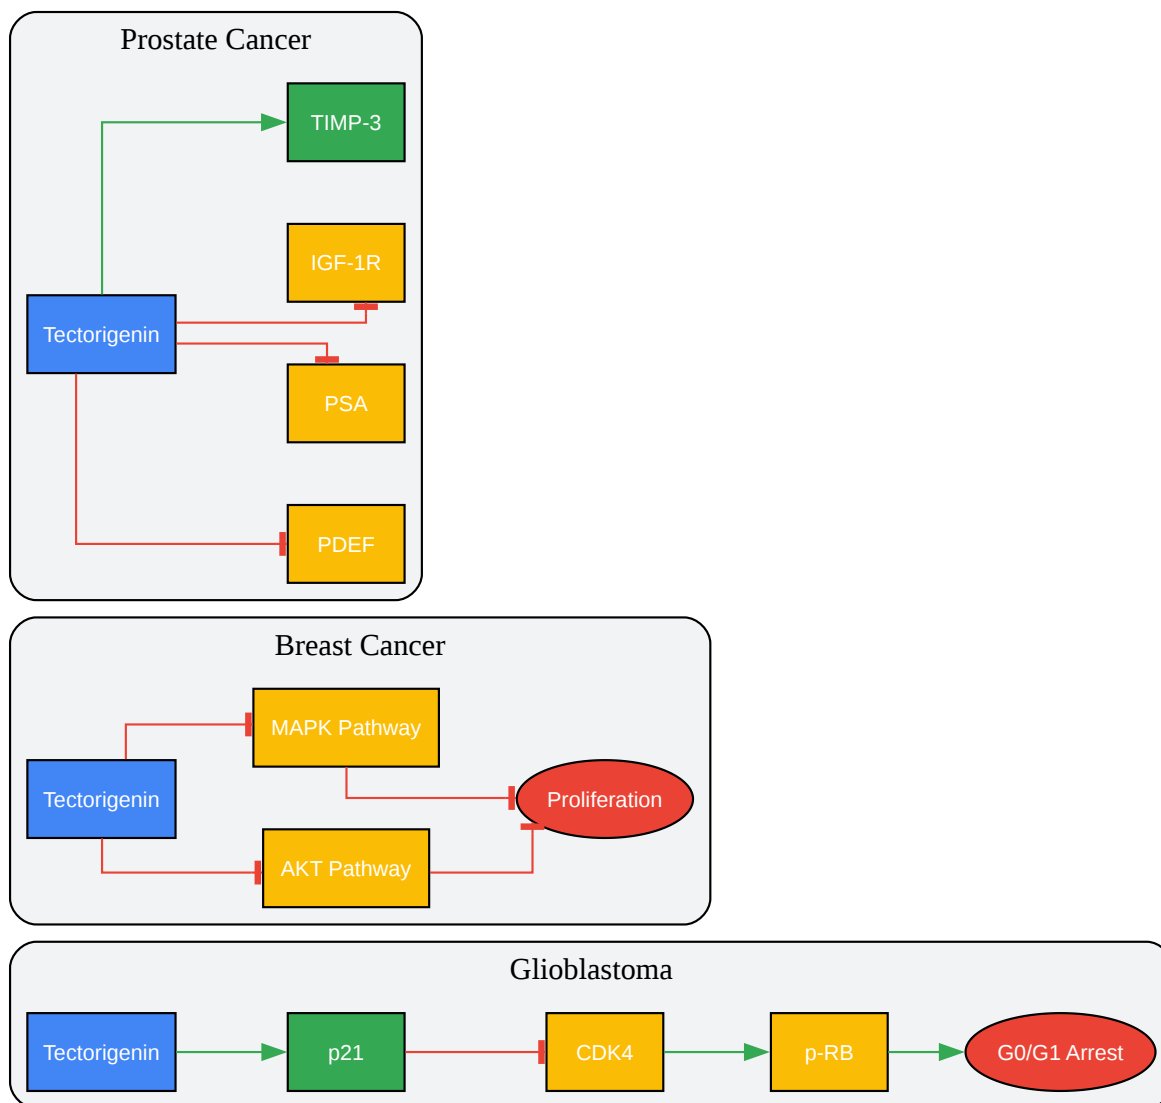 Prostate Cancer
TIMP-3
IGF-1R
Tectorigenin
PSA
PDEF
Breast Cancer
MAPK Pathway
Tectorigenin
Proliferation
AKT Pathway
Glioblastoma
Tectorigenin
p21
CDK4
p-RB
G0/G1 Arrest